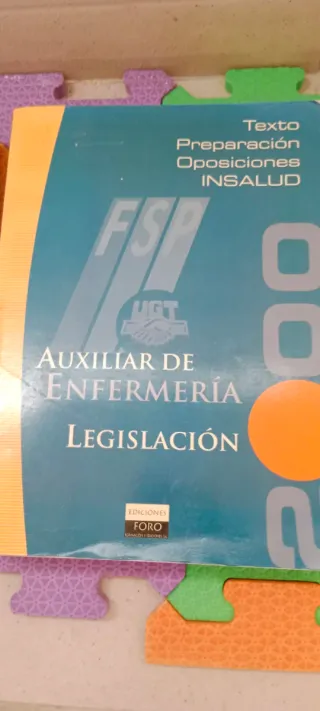 Texto
Preparación
Oposiciones
INSALUD
FSP
UGT
AUXILIAR DE
ENFERMERÍA
LEGISLACIÓN
2000
EDICIONES
FORO